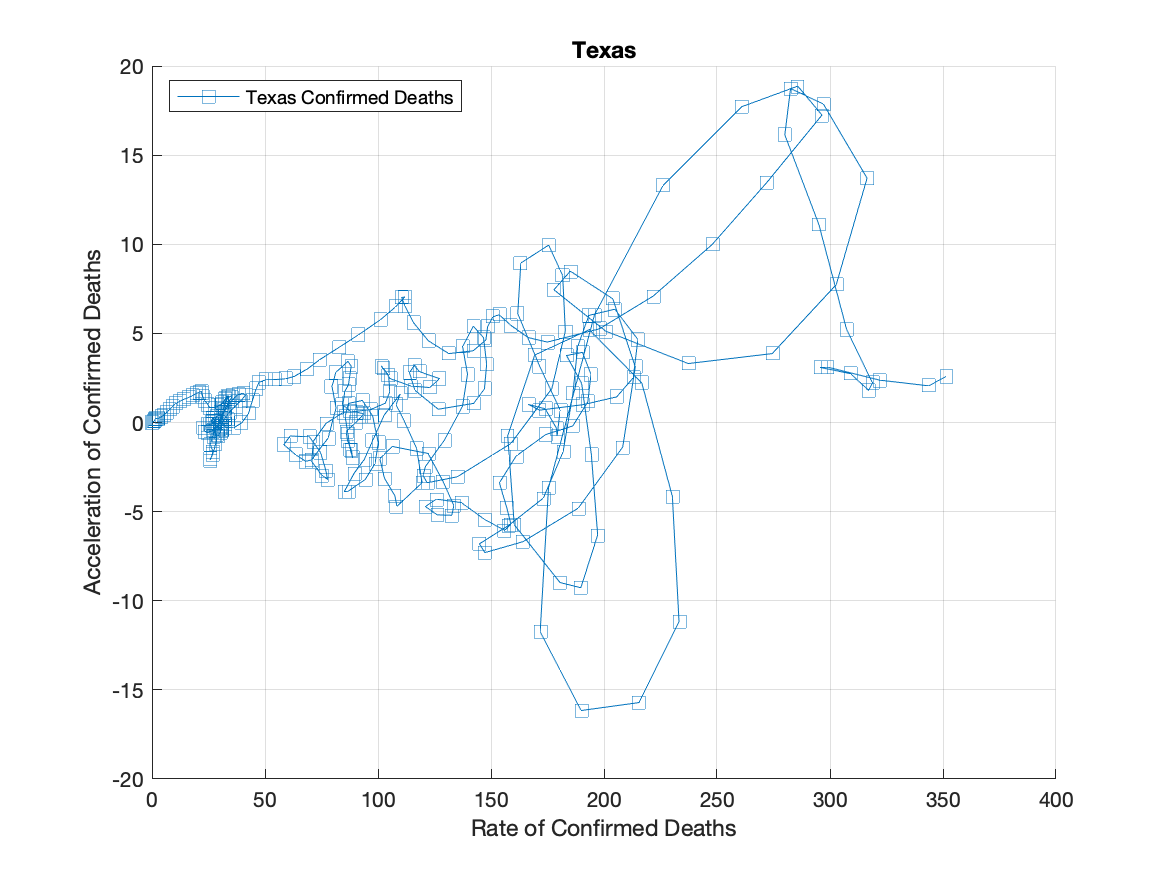 Texas
Texas Confirmed Deaths
20
15
10
5
0
-5
-10
-15
-20
Acceleration of Confirmed Deaths
0 50 100 150 200 250 300 350 400
Rate of Confirmed Deaths